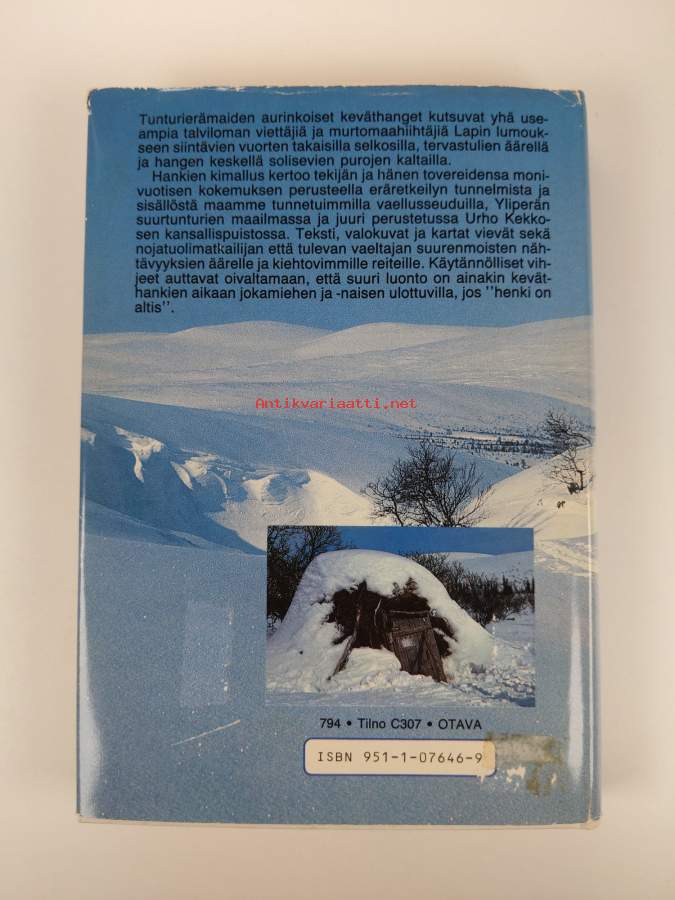 Tunturierämaiden aurinkoiset keväthanget kutsuvat yhä use-
ampia talviloman viettäjiä ja murtomaahiihtäjiä Lapin lumouk-
seen siintävien vuorten takaisilla selkosilla, tervastulien äärellä
ja hangen keskellä solisevien purojen kaltailla.
Hankien kimallus kertoo tekijän ja hänen tovereidensa moni-
vuotisen kokemuksen perusteella eräretkeilyn tunnelmista ja
sisällöstä maamme tunnetuimmilla vaellusseuduilla, Yliperän
suurtunturien maailmassa ja juuri perustetussa Urho Kekko-
sen kansallispuistossa. Teksti, valokuvat ja kartat vievät sekä
nojatuolimatkailijan että tulevan vaeltajan suurenmoisten näh-
tävyyksien äärelle ja kiehtovimmille reiteille. Käytännölliset vih-
jeet auttavat oivaltamaan, että suuri luonto on ainakin kevät-
hankien aikaan jokamiehen ja -naisen ulottuvilla, jos "henki on
altis".
Antikvariaatti.net
794 • Tilno C307 • OTAVA
ISBN 951-1-07646-9